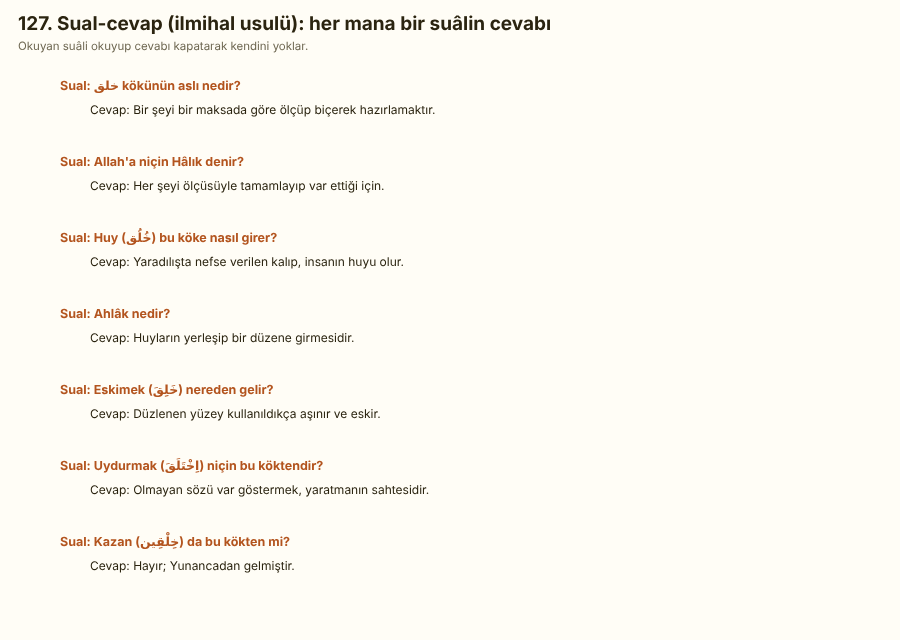 127. Sual-cevap (ilmihal usulü): her mana bir suâlin cevabı
Okuyan suâli okuyup cevabı kapatarak kendini yoklar.
Sual: خلق kökünün aslı nedir?
Cevap: Bir şeyi bir maksada göre ölçüp biçerek hazırlamaktır.
Sual: Allah'a niçin Hâlık denir?
Cevap: Her şeyi ölçüsüyle tamamlayıp var ettiği için.
Sual: Huy (خُلُق) bu köke nasıl girer?
Cevap: Yaradılışta nefse verilen kalıp, insanın huyu olur.
Sual: Ahlâk nedir?
Cevap: Huyların yerleşip bir düzene girmesidir.
Sual: Eskimek (خَلِقَ) nereden gelir?
Cevap: Düzlenen yüzey kullanıldıkça aşınır ve eskir.
Sual: Uydurmak (اِخْتَلَقَ) niçin bu köktendir?
Cevap: Olmayan sözü var göstermek, yaratmanın sahtesidir.
Sual: Kazan (خِلْقِين) da bu kökten mi?
Cevap: Hayır; Yunancadan gelmiştir.